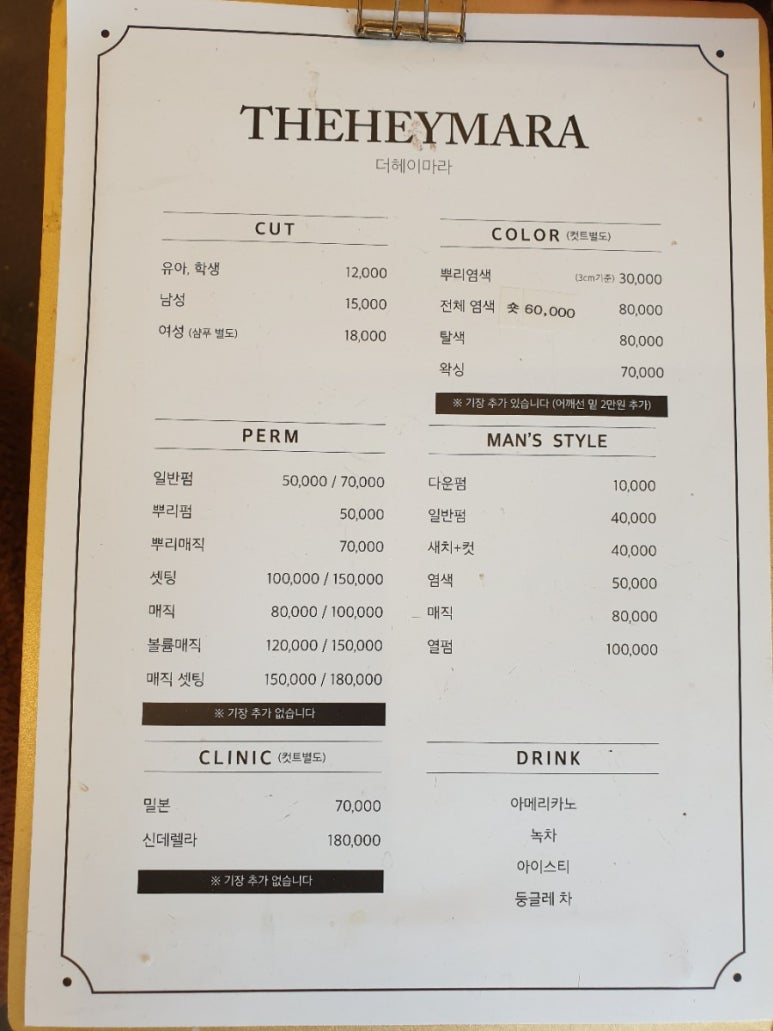 THEHEYMARA
더헤이마라
CUT
유아, 학생 12,000
남성 15,000
여성 (샴푸 별도) 18,000
COLOR (컷트별도)
뿌리염색 (3cm기준) 30,000
전체 염색 숏 60,000 80,000
탈색 80,000
왁싱 70,000
※ 기장 추가 있습니다 (어깨선 밑 2만원 추가)
PERM
일반펌 50,000 / 70,000
뿌리펌 50,000
뿌리매직 70,000
셋팅 100,000 / 150,000
매직 80,000 / 100,000
볼륨매직 120,000 / 150,000
매직 셋팅 150,000 / 180,000
※ 기장 추가 없습니다
MAN'S STYLE
다운펌 10,000
일반펌 40,000
새치+컷 40,000
염색 50,000
매직 80,000
열펌 100,000
CLINIC (컷트별도)
밀본 70,000
신데렐라 180,000
※ 기장 추가 없습니다
DRINK
아메리카노
녹차
아이스티
둥글레 차